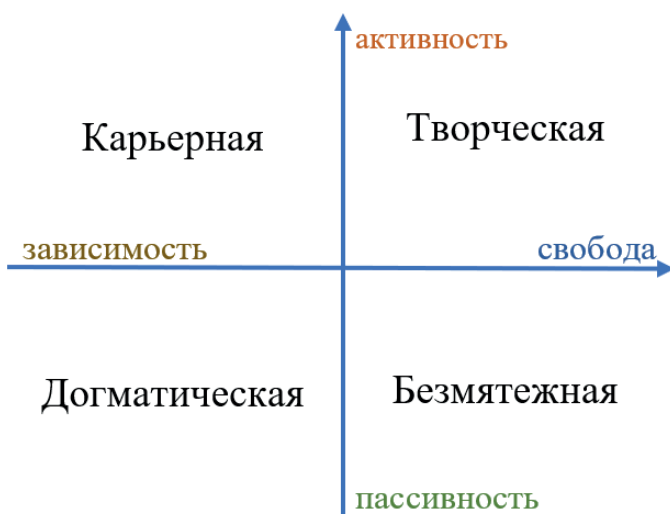 активность
Карьерная
Творческая
зависимость
свобода
Догматическая
Безмятежная
пассивность